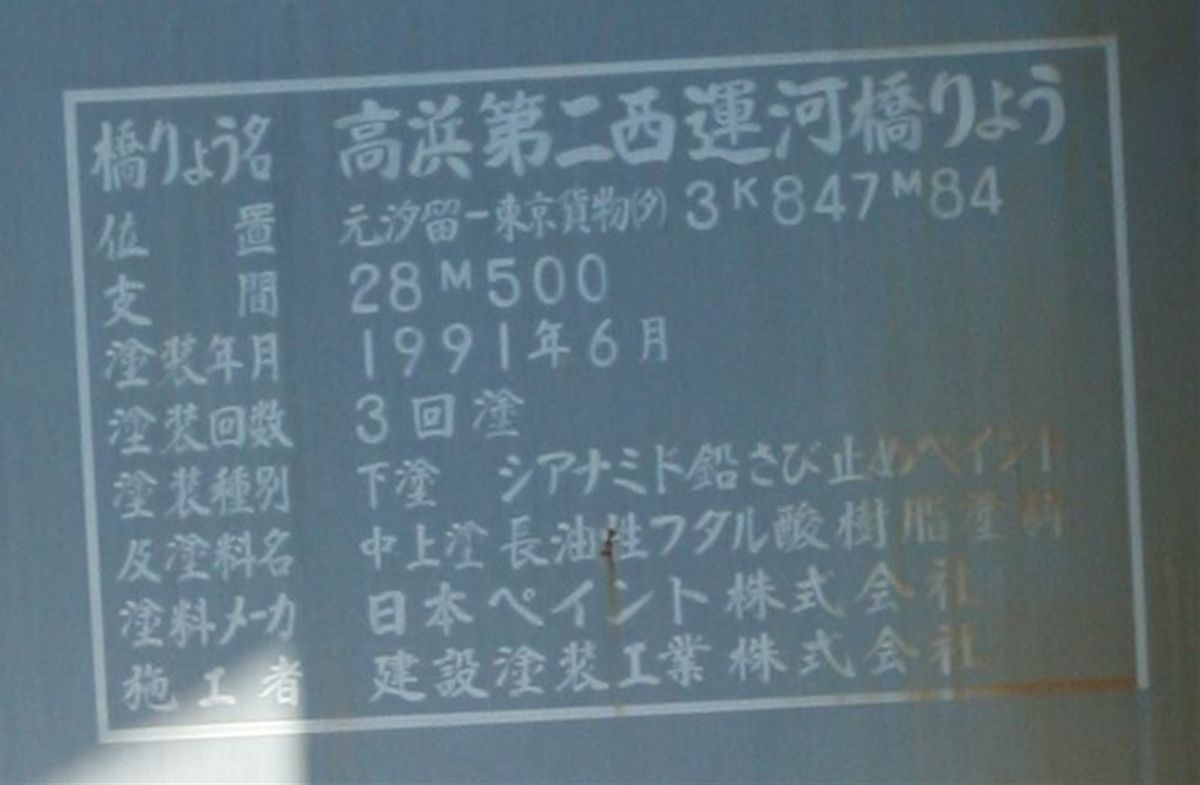 橋りょう名 高浜第二西運河橋りょう
位置 元汐留ー東京貨物(タ) 3K847M84
支間 28M500
塗装年月 1991年6月
塗装回数 3回塗
塗装種別 下塗 シアナミド鉛さび止めペイント
及塗料名 中上塗 長油性フタル酸樹脂塗料
塗料メーカ 日本ペイント株式会社
施工者 建設塗装工業株式会社